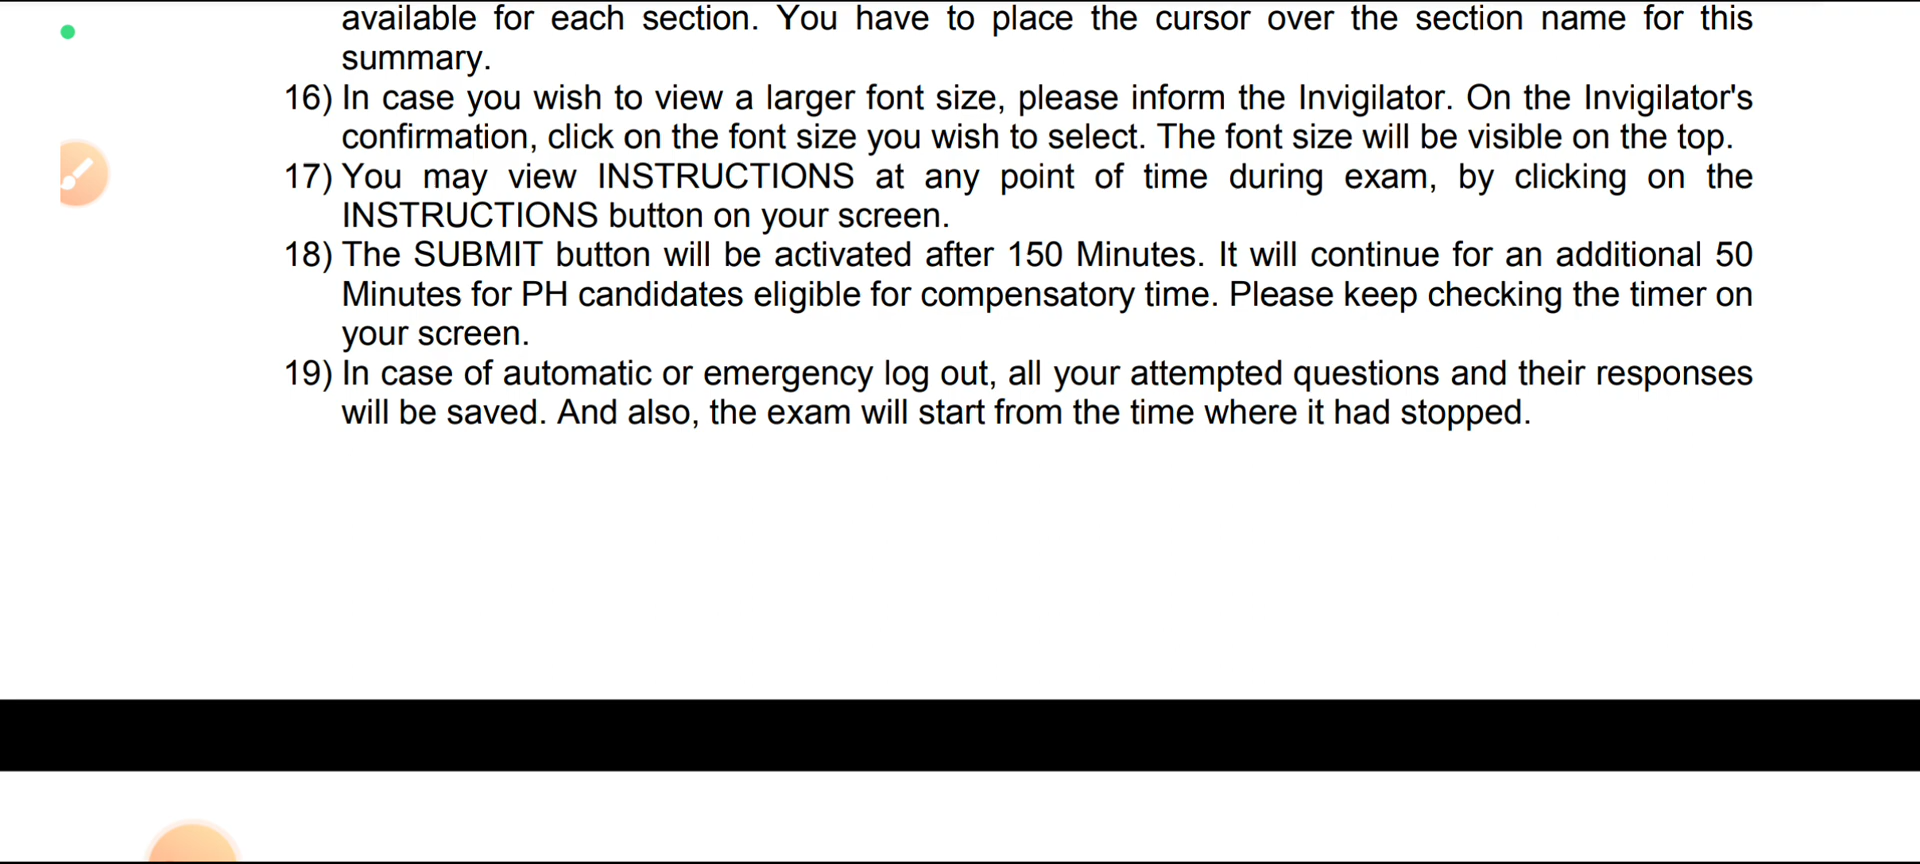 available for each section. You have to place the cursor over the section name for this
summary.
16) In case you wish to view a larger font size, please inform the Invigilator. On the Invigilator's
confirmation, click on the font size you wish to select. The font size will be visible on the top.
17) You may view INSTRUCTIONS at any point of time during exam, by clicking on the
INSTRUCTIONS button on your screen.
18) The SUBMIT button will be activated after 150 Minutes. It will continue for an additional 50
Minutes for PH candidates eligible for compensatory time. Please keep checking the timer on
your screen.
19) In case of automatic or emergency log out, all your attempted questions and their responses
will be saved. And also, the exam will start from the time where it had stopped.